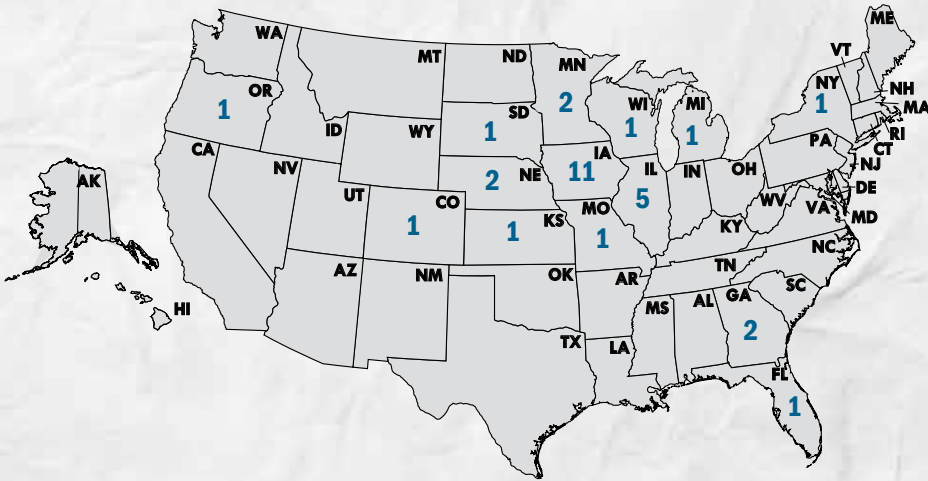 ME
WA
VT
MT
ND
MN
NY
1
NH
OR
1
MA
SD
1
2
WI
1
MI
1
RI
ID
WY
PA
CT
CA
IA
11
NJ
NV
NE
2
IL
5
IN
OH
DE
AK
UT
CO
1
KS
1
MO
1
WV
VA
MD
KY
NC
AZ
NM
OK
AR
TN
SC
HI
MS
AL
GA
2
TX
LA
FL
1